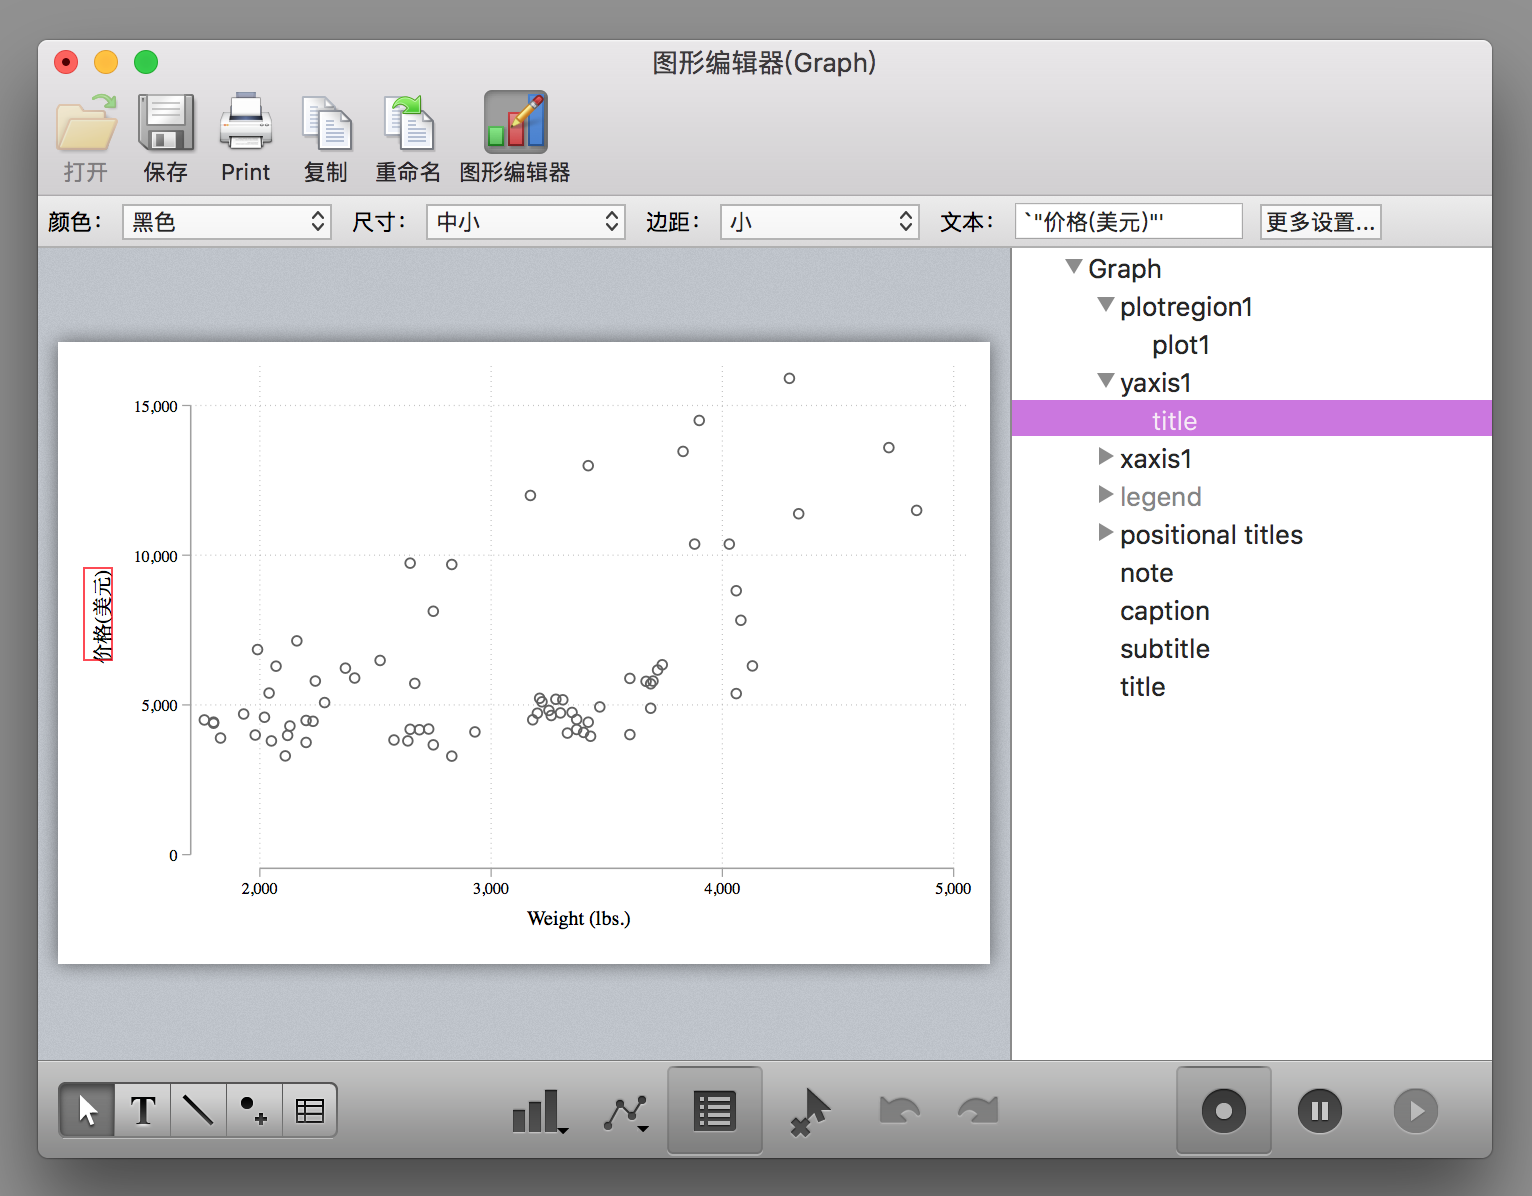 图形编辑器(Graph)
打开 保存 Print 复制 重命名 图形编辑器
颜色: 黑色 尺寸: 中小 边距: 小 文本: `"价格(美元)"' 更多设置...
Graph
plotregion1
plot1
yaxis1
title
xaxis1
legend
positional titles
note
caption
subtitle
title
15,000
10,000
5,000
0
价格(美元)
2,000 3,000 4,000 5,000
Weight (lbs.)
T